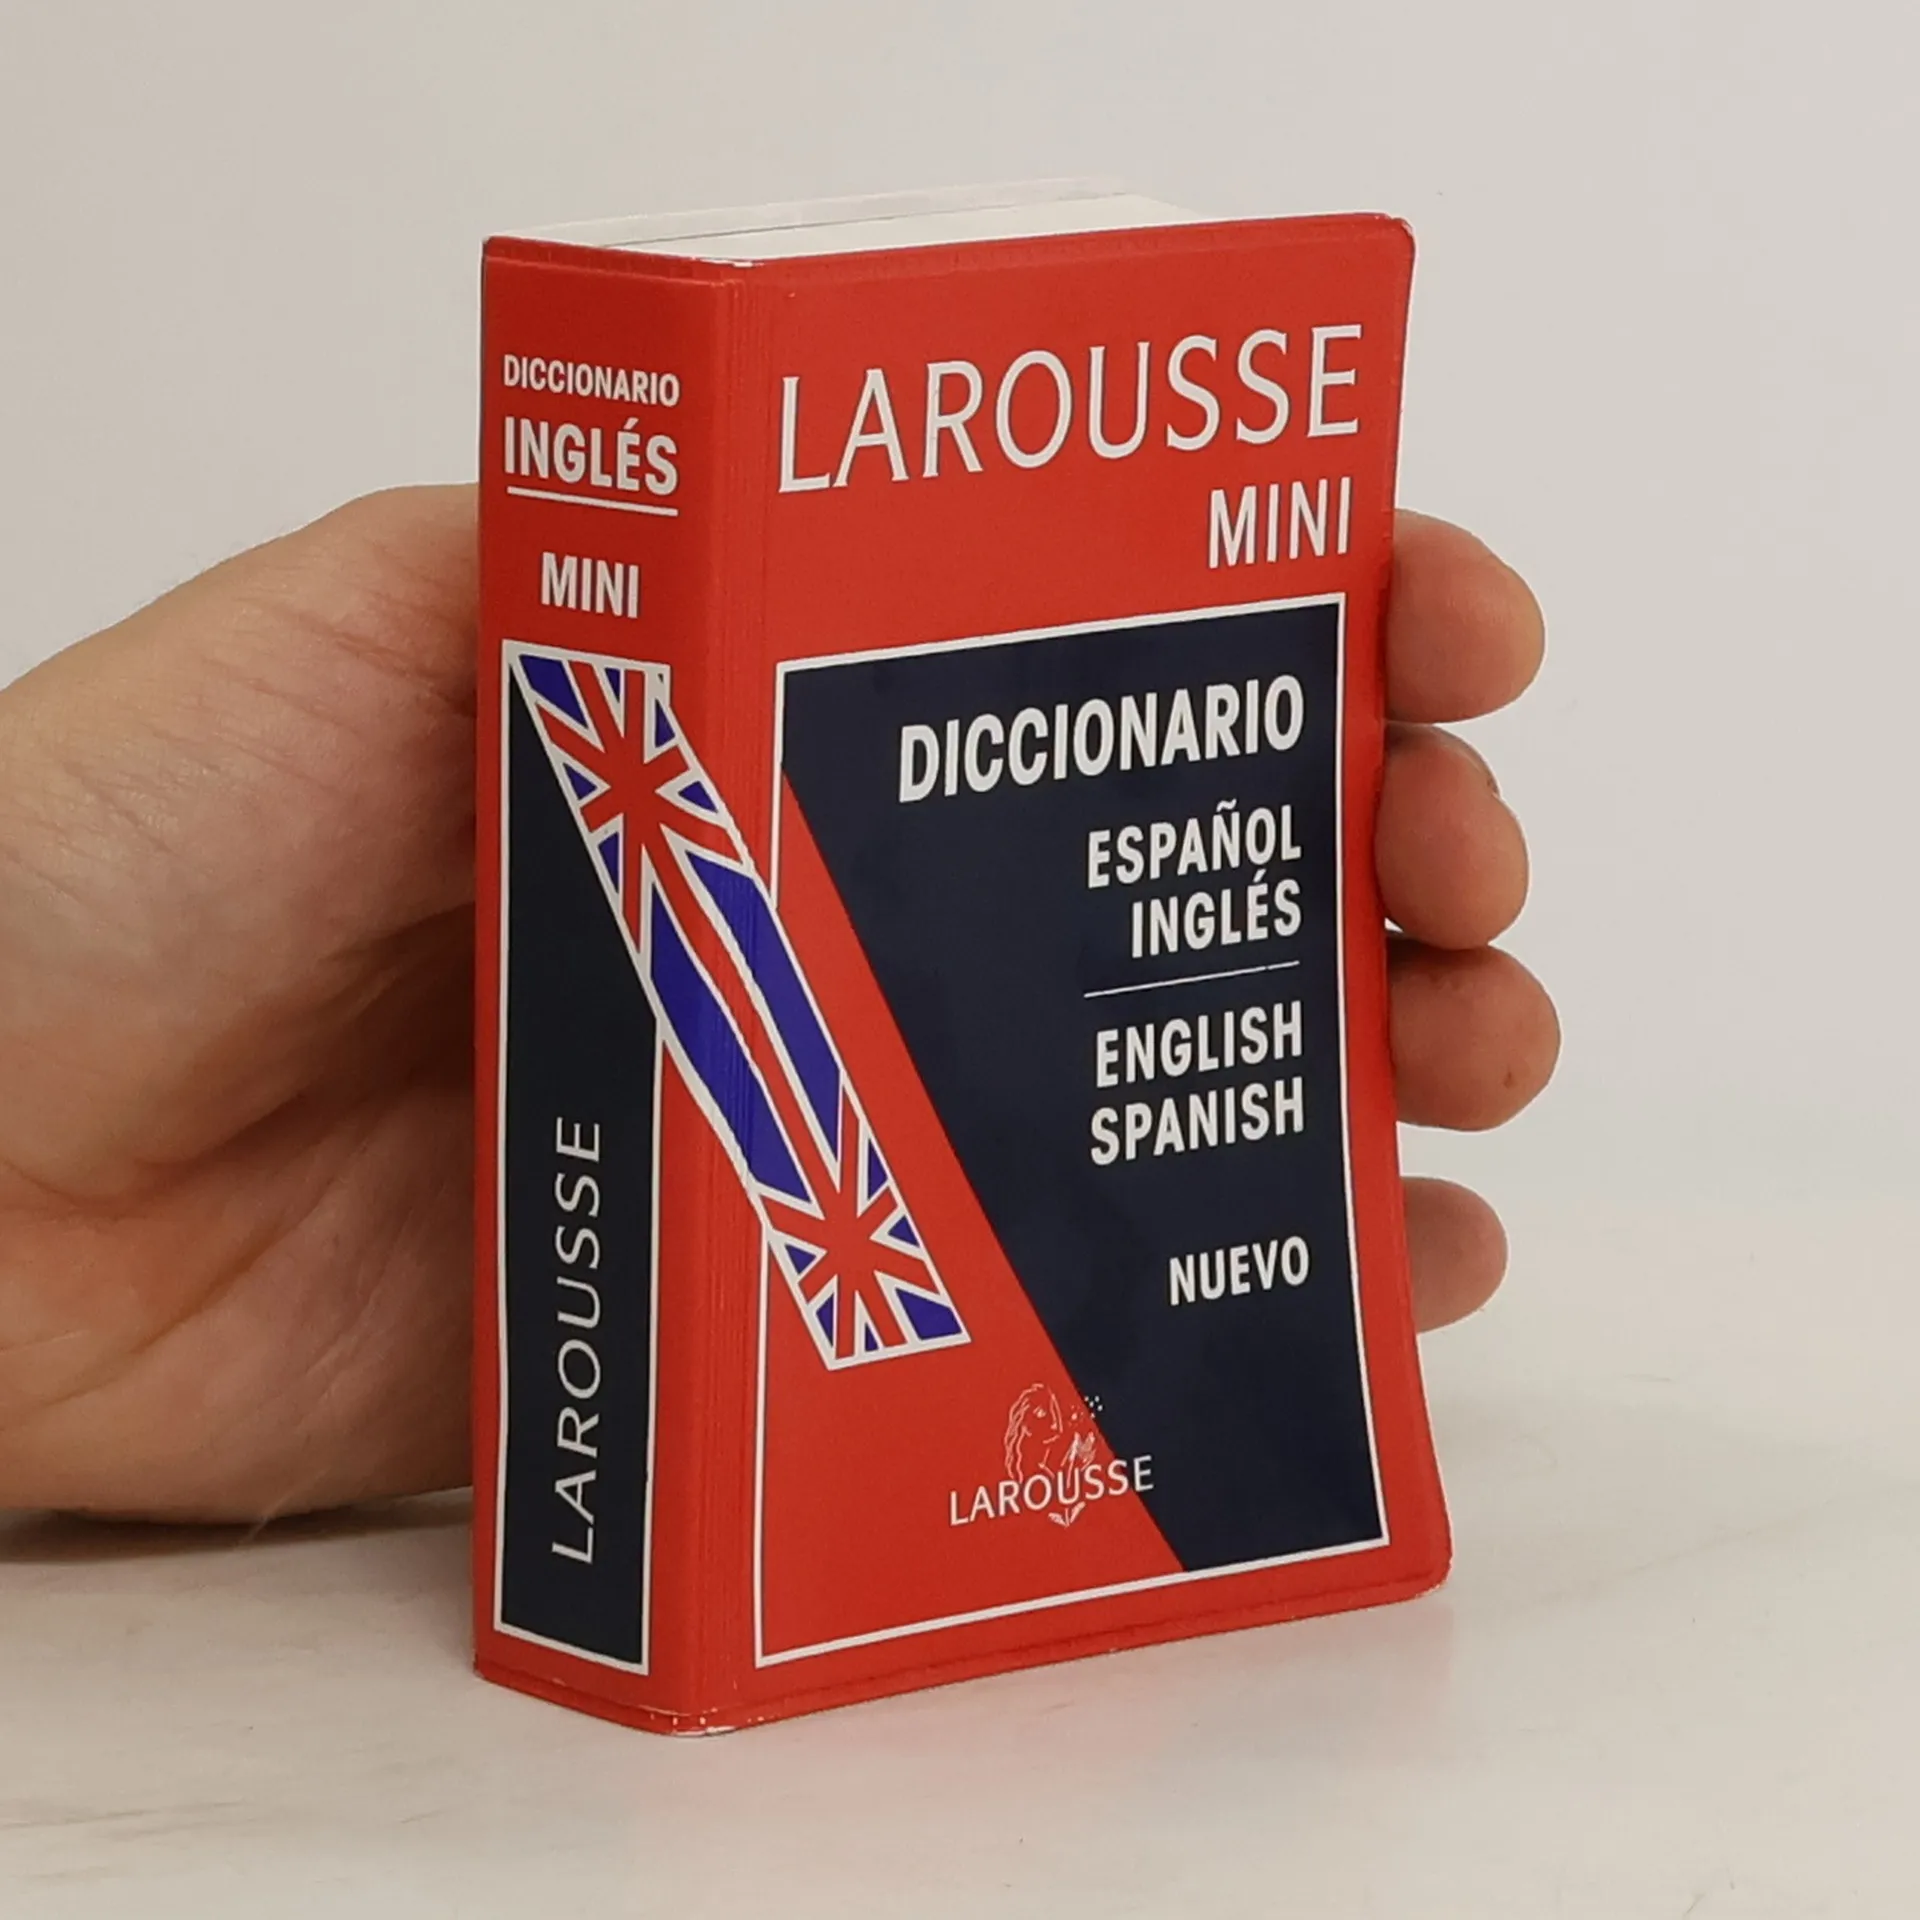 DICCIONARIO
INGLÉS
MINI
LAROUSSE
LAROUSSE
MINI
DICCIONARIO
ESPAÑOL
INGLÉS
ENGLISH
SPANISH
NUEVO
LAROUSSE